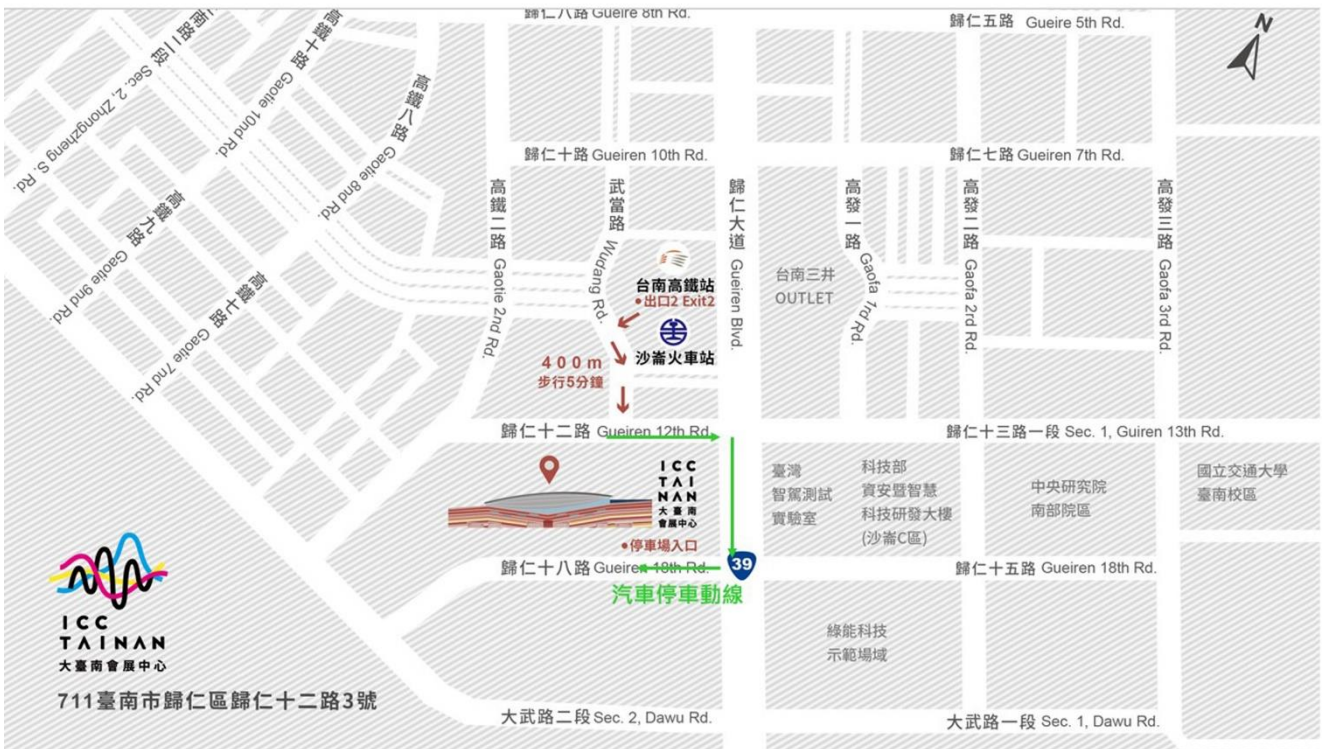 歸仁八路 Gueire 8th Rd.
歸仁五路 Gueire 5th Rd.
N
南路二段 Sec. 2, Zhongzheng S. Rd.
高鐵十路 Gaotie 10nd Rd.
高鐵八路 Gaotie 8nd Rd.
歸仁十路 Gueiren 10th Rd.
歸仁七路 Gueiren 7th Rd.
高鐵九路 Gaotie 9nd Rd.
高鐵七路 Gaotie 7nd Rd.
高鐵二路 Gaotie 2nd Rd.
武當路 Wudang Rd.
歸仁大道 Gueiren Blvd.
高發一路 Gaofa 1rd Rd.
高發二路 Gaofa 2rd Rd.
高發三路 Gaofa 3rd Rd.
台南高鐵站
•出口2 Exit2
沙崙火車站
台南三井
OUTLET
400m
步行5分鐘
歸仁十二路 Gueiren 12th Rd.
歸仁十三路一段 Sec. 1, Guiren 13th Rd.
ICC
TAI
NAN
大臺南
會展中心
臺灣
智駕測試
實驗室
科技部
資安暨智慧
科技研發大樓
(沙崙C區)
中央研究院
南部院區
國立交通大學
臺南校區
•停車場入口
歸仁十八路 Gueiren 18th Rd.
39
歸仁十五路 Gueiren 18th Rd.
汽車停車動線
綠能科技
示範場域
ICC
TAINAN
大臺南會展中心
711臺南市歸仁區歸仁十二路3號
大武路二段 Sec. 2, Dawu Rd.
大武路一段 Sec. 1, Dawu Rd.